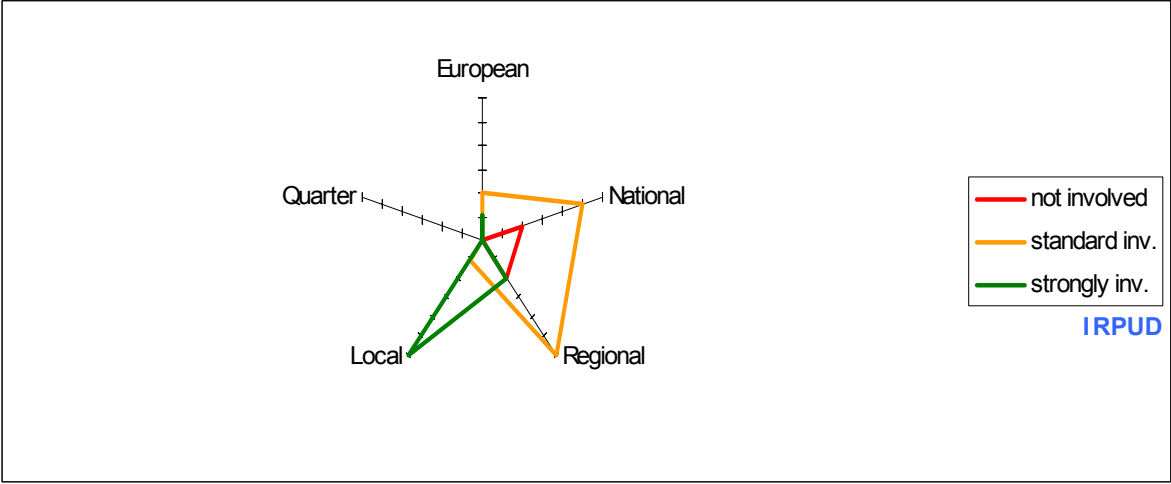 European
Quarter
National
Local
Regional
not involved
standard inv.
strongly inv.
IRPUD